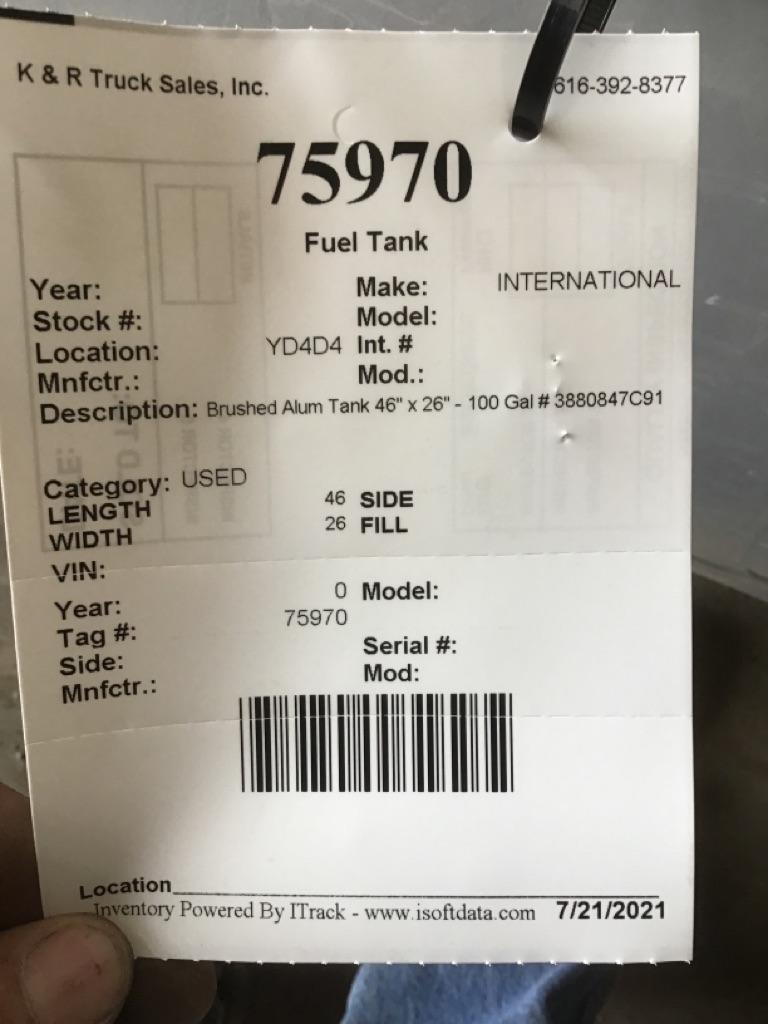 K & R Truck Sales, Inc. 616-392-8377
75970
Fuel Tank
Year: Make: INTERNATIONAL
Stock #: Model:
Location: YD4D4 Int. #
Mnfctr.: Mod.:
Description: Brushed Alum Tank 46" x 26" - 100 Gal # 3880847C91
Category: USED
LENGTH 46 SIDE
WIDTH 26 FILL
VIN:
Year: 0 Model:
Tag #: 75970
Side: Serial #:
Mnfctr.: Mod:
Location
Inventory Powered By ITrack - www.isoftdata.com 7/21/2021